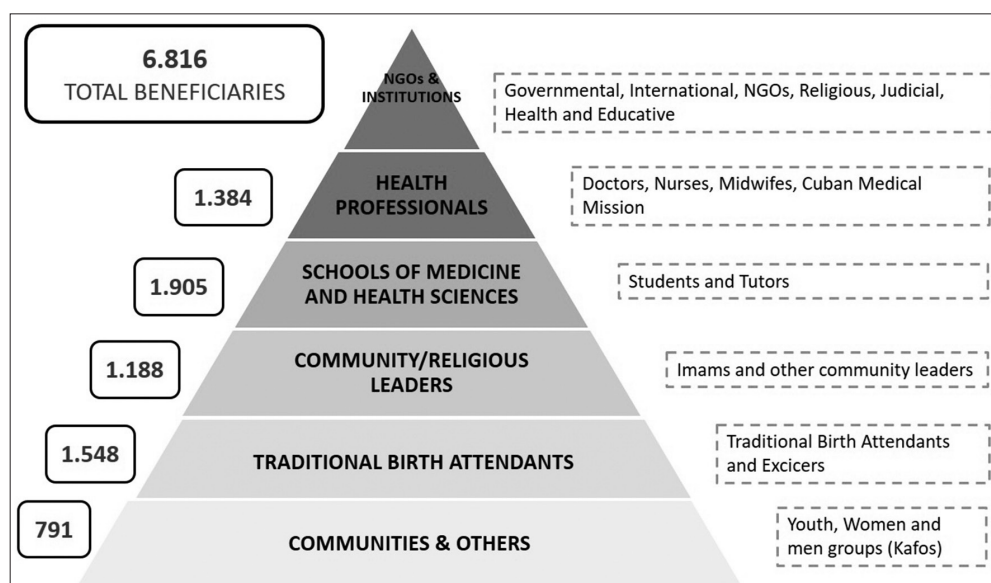 6.816
TOTAL BENEFICIARIES
NGOs &
INSTITUTIONS
Governmental, International, NGOs, Religious, Judicial,
Health and Educative
1.384
HEALTH
PROFESSIONALS
Doctors, Nurses, Midwifes, Cuban Medical
Mission
1.905
SCHOOLS OF MEDICINE
AND HEALTH SCIENCES
Students and Tutors
1.188
COMMUNITY/RELIGIOUS
LEADERS
Imams and other community leaders
1.548
TRADITIONAL BIRTH ATTENDANTS
Traditional Birth Attendants
and Excicers
791
COMMUNITIES & OTHERS
Youth, Women and
men groups (Kafos)